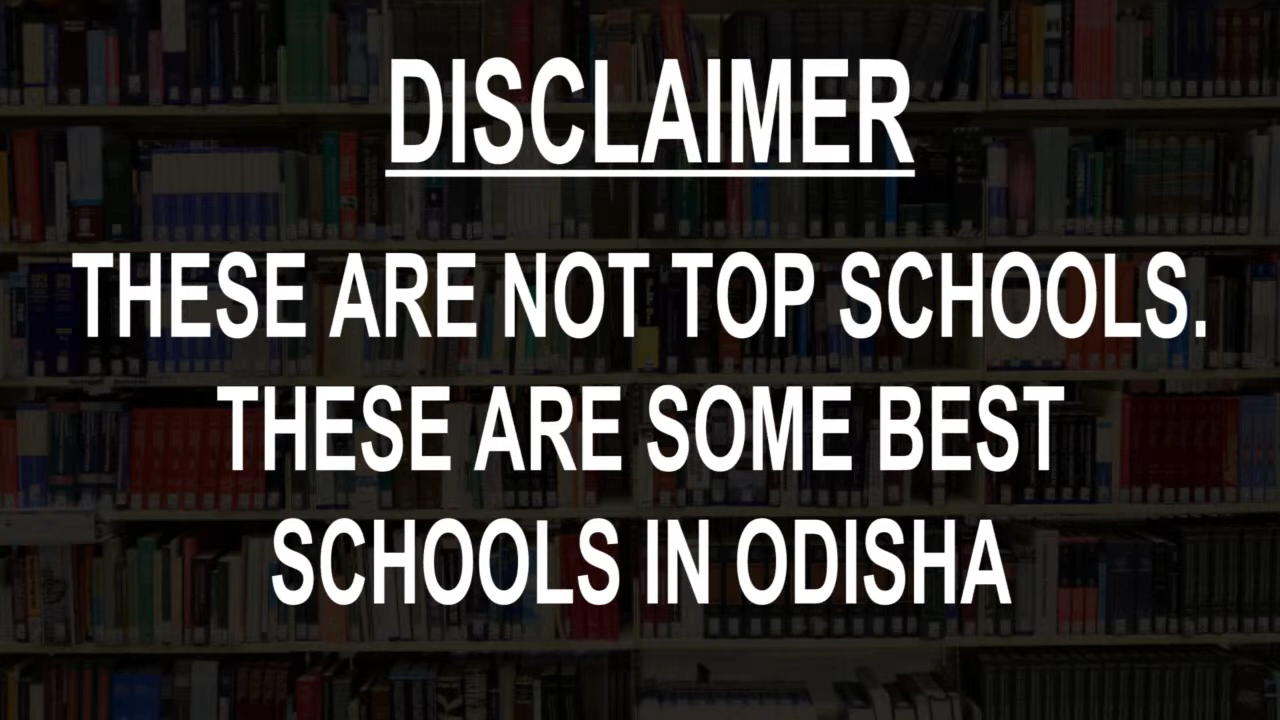 DISCLAIMER
THESE ARE NOT TOP SCHOOLS.
THESE ARE SOME BEST
SCHOOLS IN ODISHA